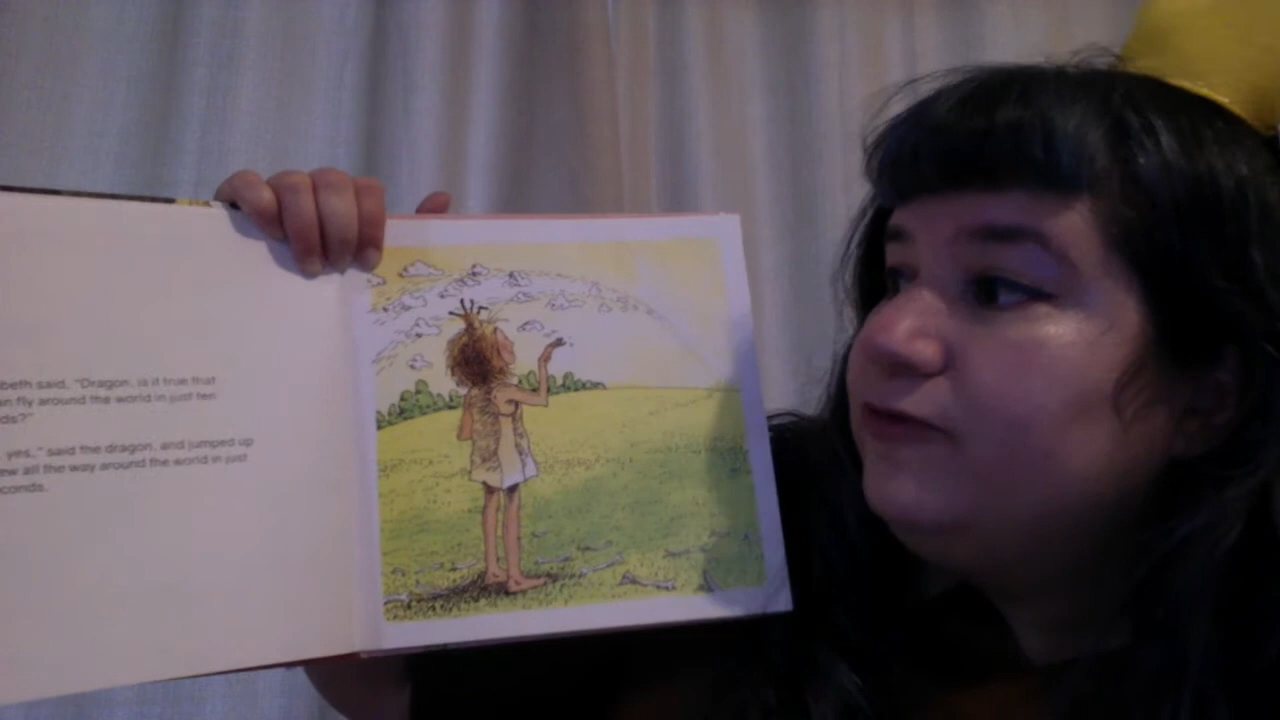 beth said, "Dragon, is it true that
n fly around the world in just ten
ds?"
yes," said the dragon, and jumped up
ew all the way around the world in just
conds.